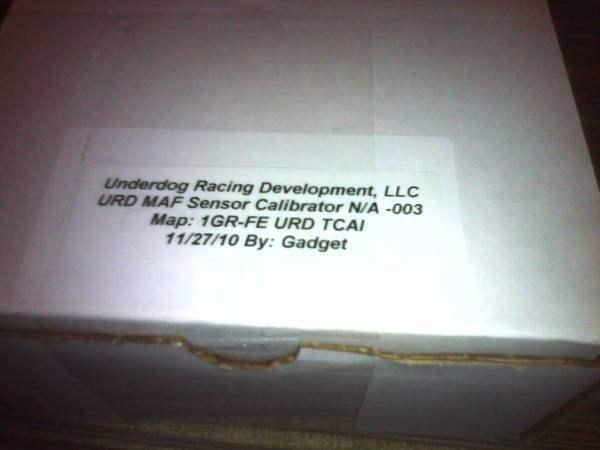 Underdog Racing Development, LLC
URD MAF Sensor Calibrator N/A -003
Map: 1GR-FE URD TCAI
11/27/10 By: Gadget